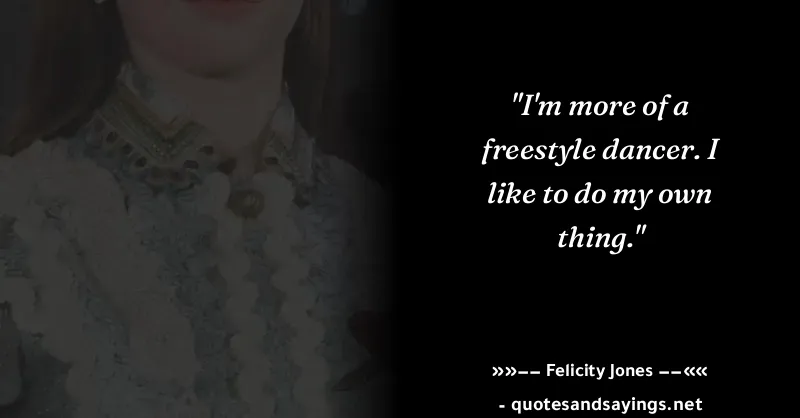 "I'm more of a
freestyle dancer. I
like to do my own
thing."
»»−− Felicity Jones −−««
- quotesandsayings.net